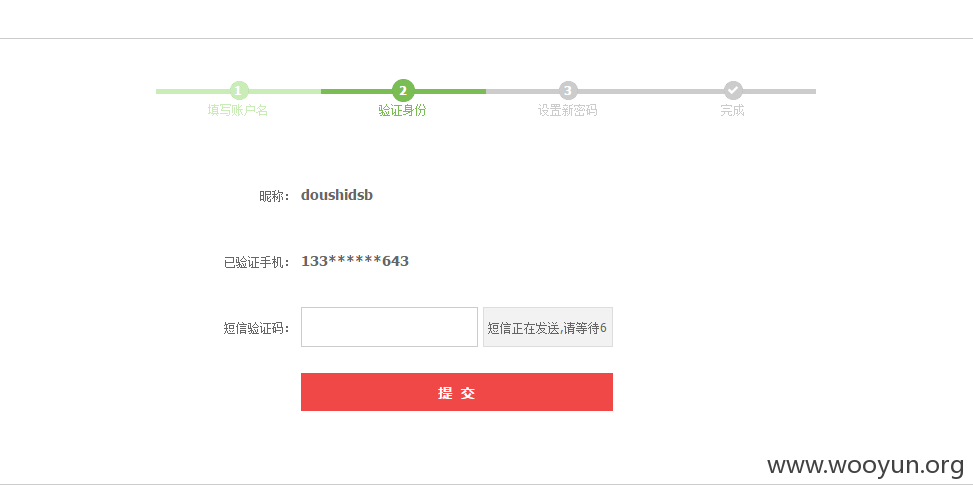 1 2 3
填写账户名 验证身份 设置新密码 完成
昵称： doushidsb
已验证手机： 133******643
短信验证码： 短信正在发送,请等待6
提 交
www.wooyun.org